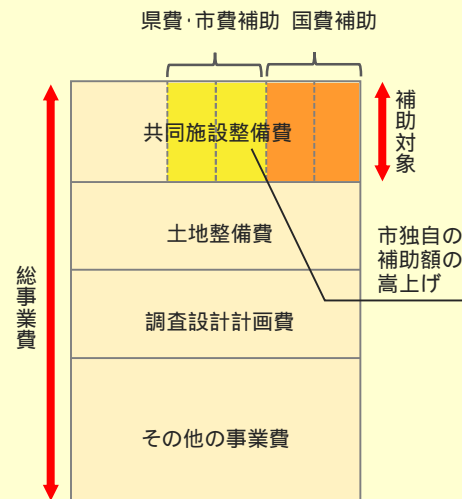 県費・市費補助 国費補助
共同施設整備費
補助対象
土地整備費
市独自の
補助額の
嵩上げ
総事業費
調査設計計画費
その他の事業費